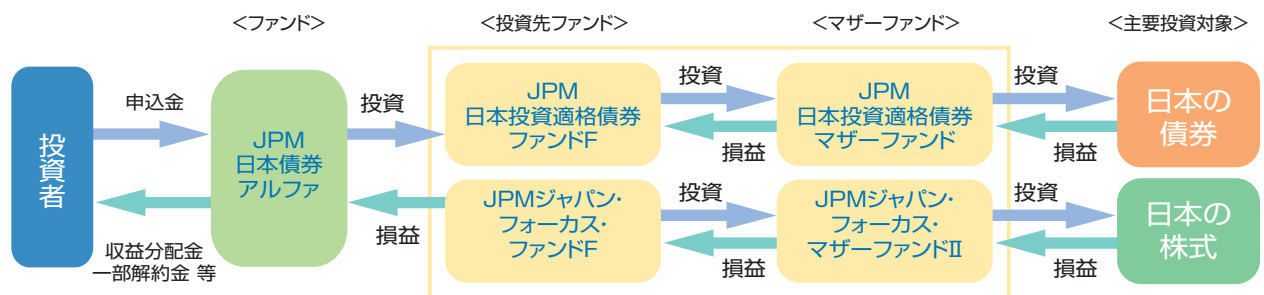 <ファンド>
<投資先ファンド>
<マザーファンド>
<主要投資対象>
投資者
申込金
収益分配金
一部解約金 等
JPM
日本債券
アルファ
投資
損益
JPM
日本投資適格債券
ファンドF
投資
損益
JPM
日本投資適格債券
マザーファンド
投資
損益
日本の
債券
JPMジャパン・
フォーカス・
ファンドF
投資
損益
JPMジャパン・
フォーカス・
マザーファンドⅡ
投資
損益
日本の
株式